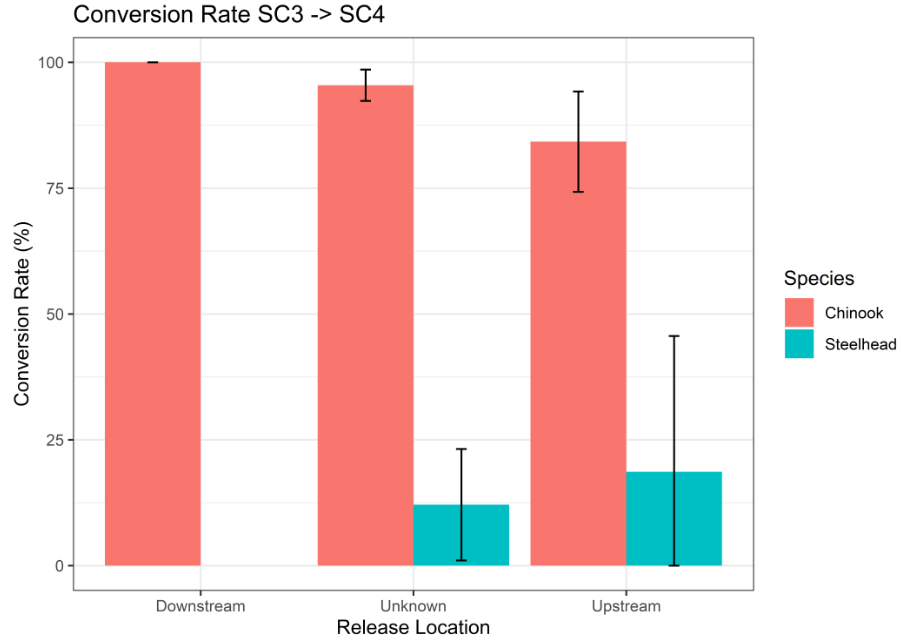 Conversion Rate SC3 -> SC4
100
75
50
25
0
Conversion Rate (%)
Downstream
Unknown
Upstream
Release Location
Species
Chinook
Steelhead